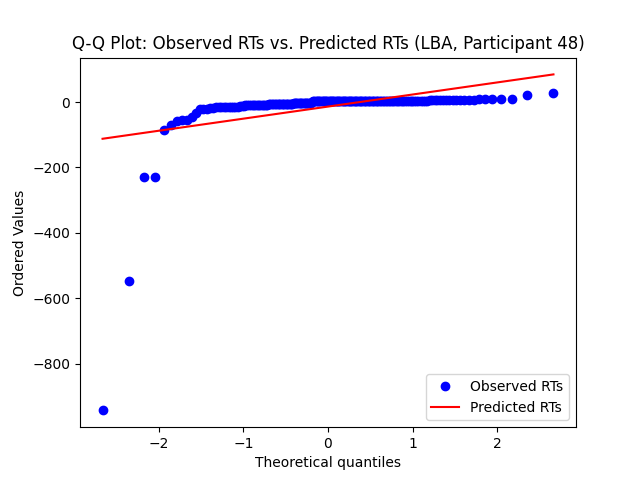 Q-Q Plot: Observed RTs vs. Predicted RTs (LBA, Participant 48)
Ordered Values
0
−200
−400
−600
−800
−2
−1
0
1
2
Theoretical quantiles
Observed RTs
Predicted RTs